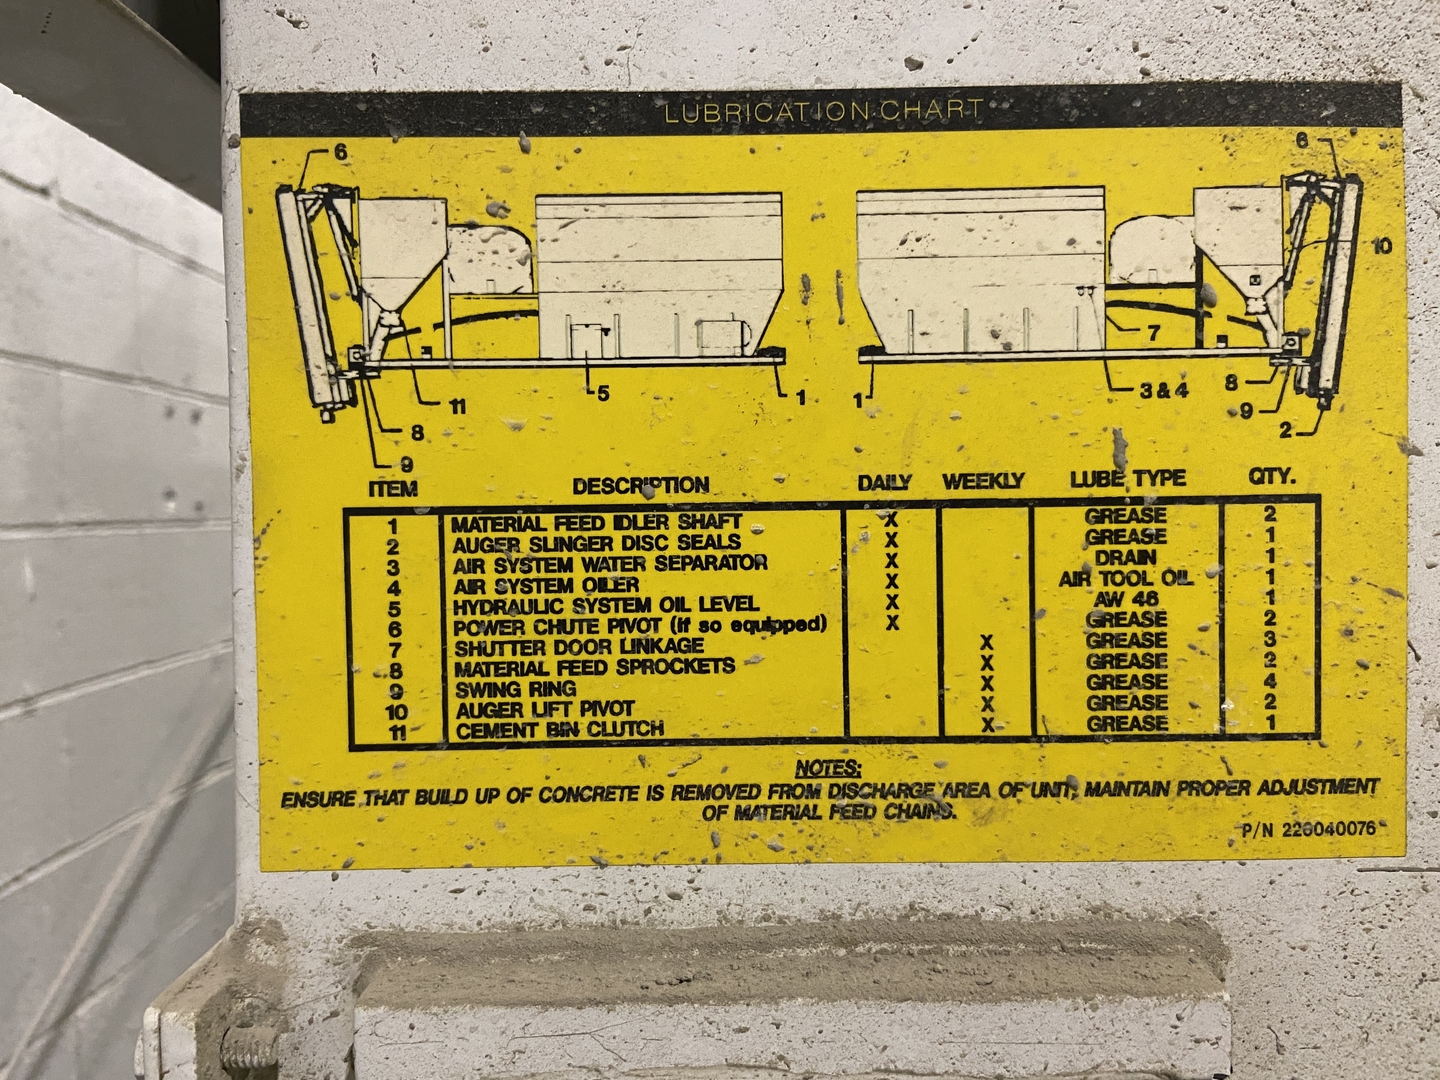 LUBRICATION CHART
6
6
10
7
5
1
1
3 & 4
8
11
9
8
2
9
ITEM DESCRIPTION DAILY WEEKLY LUBE TYPE QTY.
1 MATERIAL FEED IDLER SHAFT X GREASE 2
2 AUGER SLINGER DISC SEALS X GREASE 1
3 AIR SYSTEM WATER SEPARATOR X DRAIN 1
4 AIR SYSTEM OILER X AIR TOOL OIL 1
5 HYDRAULIC SYSTEM OIL LEVEL X AW 46 1
6 POWER CHUTE PIVOT (if so equipped) X GREASE 2
7 SHUTTER DOOR LINKAGE X GREASE 3
8 MATERIAL FEED SPROCKETS X GREASE 2
9 SWING RING X GREASE 4
10 AUGER LIFT PIVOT X GREASE 2
11 CEMENT BIN CLUTCH X GREASE 1
NOTES:
ENSURE THAT BUILD UP OF CONCRETE IS REMOVED FROM DISCHARGE AREA OF UNIT; MAINTAIN PROPER ADJUSTMENT
OF MATERIAL FEED CHAINS.
P/N 226040076